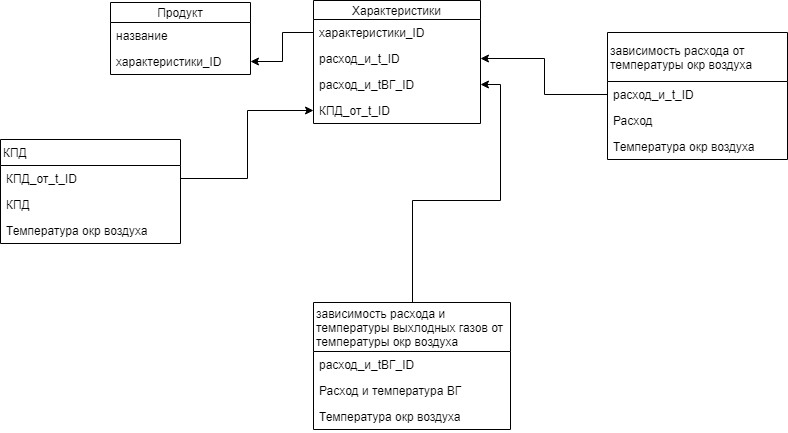 Продукт
название
характеристики_ID
Характеристики
характеристики_ID
расход_и_t_ID
расход_и_tВГ_ID
КПД_от_t_ID
зависимость расхода от
температуры окр воздуха
расход_и_t_ID
Расход
Температура окр воздуха
КПД
КПД_от_t_ID
КПД
Температура окр воздуха
зависимость расхода и
температуры выхлодных газов от
температуры окр воздуха
расход_и_tВГ_ID
Расход и температура ВГ
Температура окр воздуха